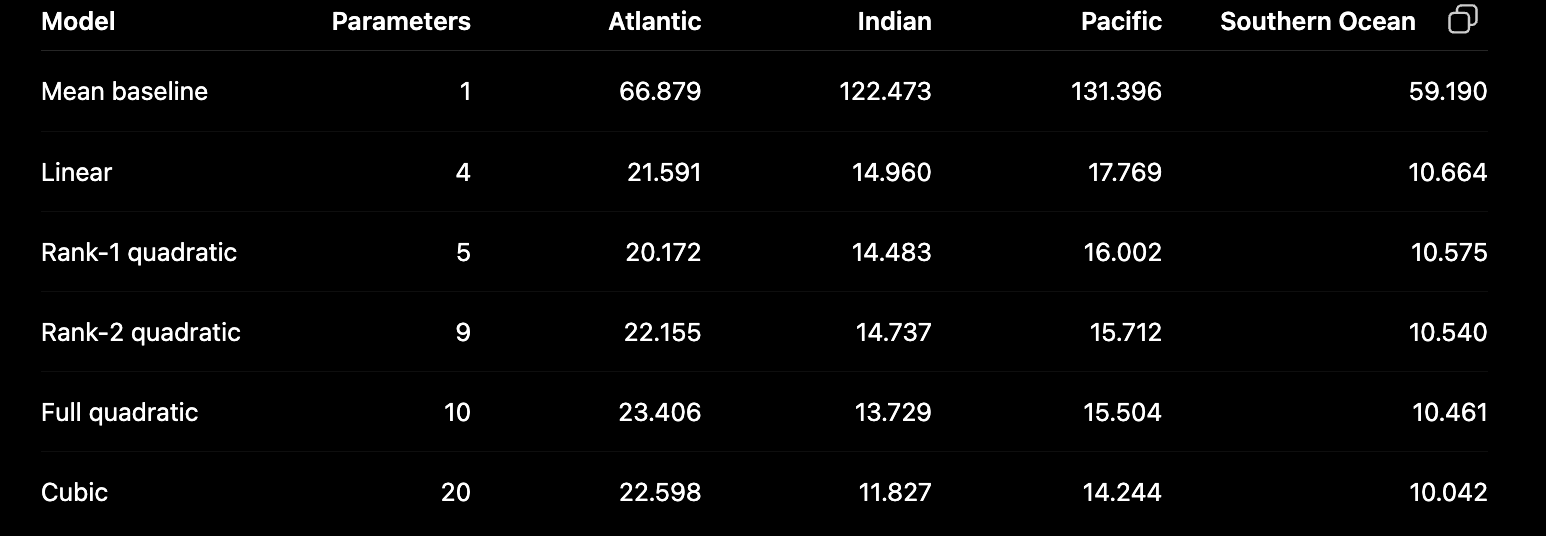 Model Parameters Atlantic Indian Pacific Southern Ocean
Mean baseline 1 66.879 122.473 131.396 59.190
Linear 4 21.591 14.960 17.769 10.664
Rank-1 quadratic 5 20.172 14.483 16.002 10.575
Rank-2 quadratic 9 22.155 14.737 15.712 10.540
Full quadratic 10 23.406 13.729 15.504 10.461
Cubic 20 22.598 11.827 14.244 10.042